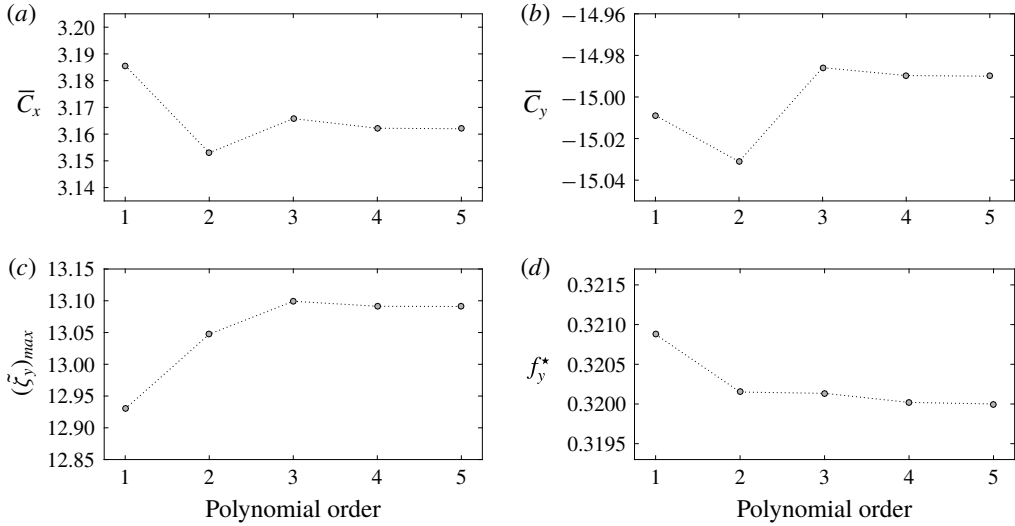 (a)
3.20
3.19
3.18
3.17
3.16
3.15
3.14
C̅x
1 2 3 4 5
(b)
−14.96
−14.98
−15.00
−15.02
−15.04
C̅y
1 2 3 4 5
(c)
13.15
13.10
13.05
13.00
12.95
12.90
12.85
(ζ̃y)max
1 2 3 4 5
Polynomial order
(d)
0.3215
0.3210
0.3205
0.3200
0.3195
f⋆y
1 2 3 4 5
Polynomial order